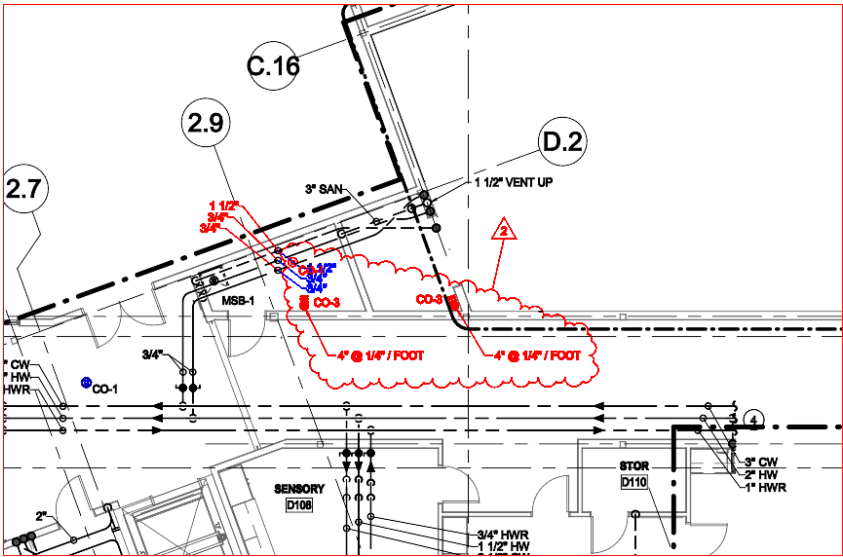 C.16
2.9
D.2
2.7
3" SAN
1 1/2" VENT UP
1 1/2"
3/4"
3/4"
2
1 1/2"
3/4"
3/4"
MSB-1
CO-3
CO-3
4" @ 1/4" / FOOT
4" @ 1/4" / FOOT
3/4"
" CW
" HW
HWR
CO-1
4
3" CW
2" HW
1" HWR
STOR
D110
SENSORY
D108
2"
3/4" HWR
1 1/2" HW